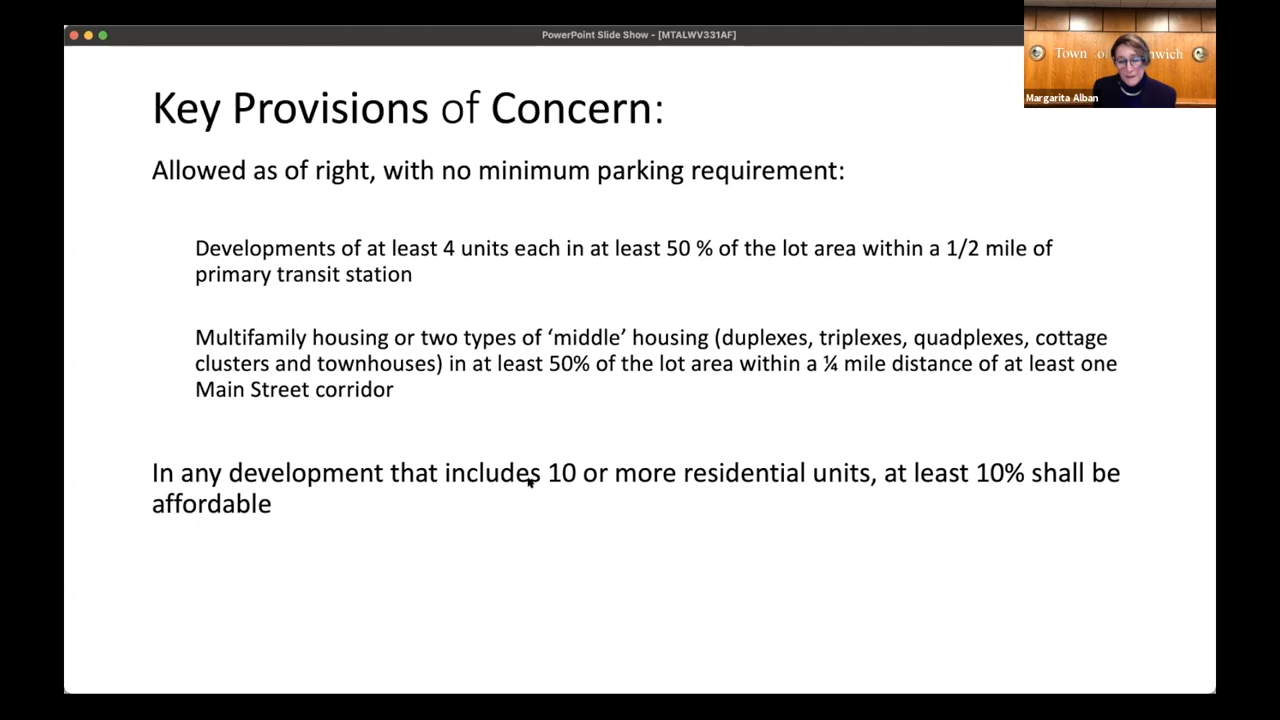 PowerPoint Slide Show - [MTALWV331AF]
Town of nwich
Margarita Alban
Key Provisions of Concern:
Allowed as of right, with no minimum parking requirement:
Developments of at least 4 units each in at least 50 % of the lot area within a 1/2 mile of
primary transit station
Multifamily housing or two types of ‘middle’ housing (duplexes, triplexes, quadplexes, cottage
clusters and townhouses) in at least 50% of the lot area within a ¼ mile distance of at least one
Main Street corridor
In any development that includes 10 or more residential units, at least 10% shall be
affordable